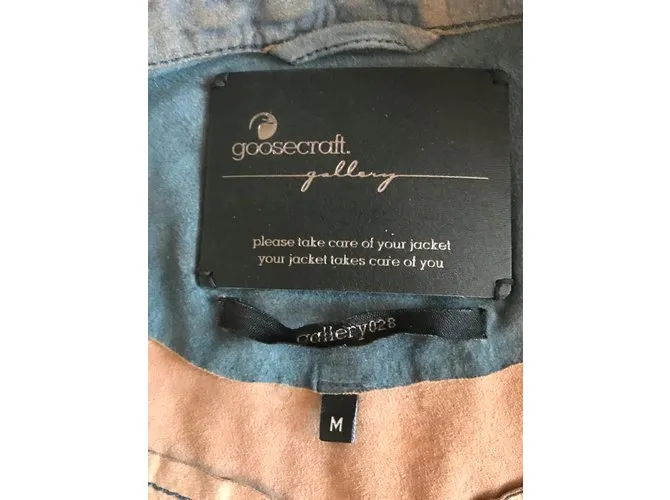 goosecraft.
gallery
please take care of your jacket
your jacket takes care of you
gallery028
M